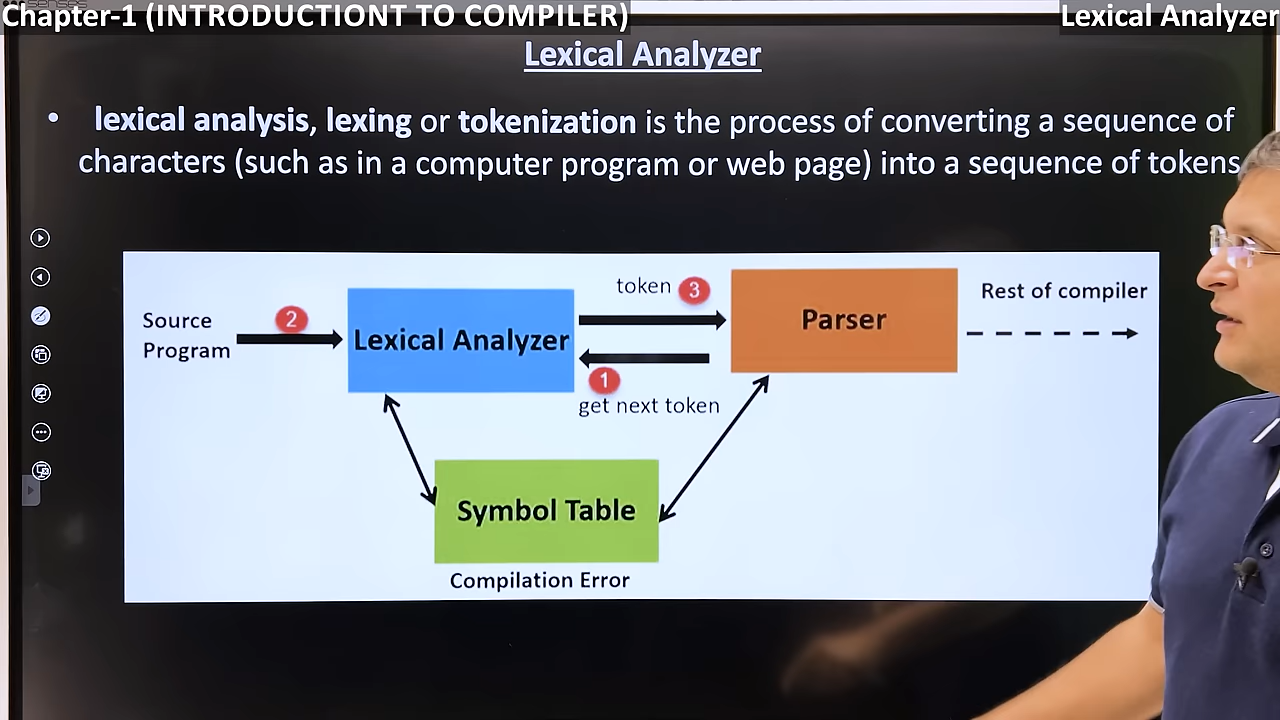 Chapter-1 (INTRODUCTIONT TO COMPILER)
Lexical Analyzer
Lexical Analyzer
• lexical analysis, lexing or tokenization is the process of converting a sequence of
characters (such as in a computer program or web page) into a sequence of tokens
Source
Program
2
Lexical Analyzer
token 3
1
get next token
Parser
Rest of compiler
Symbol Table
Compilation Error